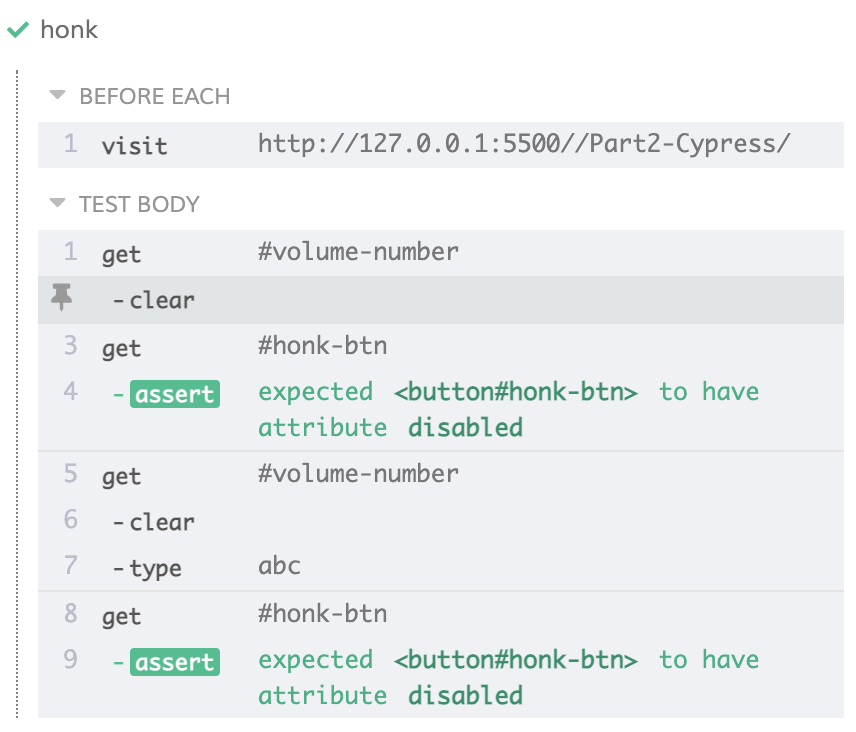 honk
BEFORE EACH
1 visit http://127.0.0.1:5500//Part2-Cypress/
TEST BODY
1 get #volume-number
-clear
3 get #honk-btn
4 -assert expected <button#honk-btn> to have
attribute disabled
5 get #volume-number
6 -clear
7 -type abc
8 get #honk-btn
9 -assert expected <button#honk-btn> to have
attribute disabled